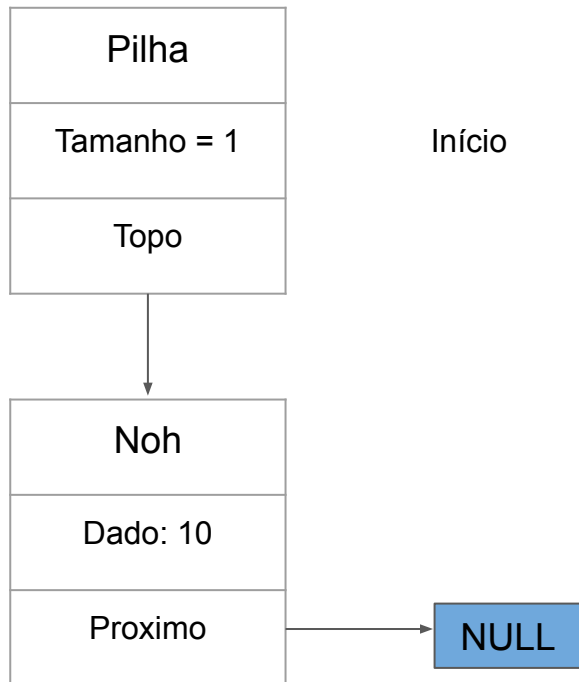 Pilha
Tamanho = 1
Início
Topo
Noh
Dado: 10
Proximo
NULL